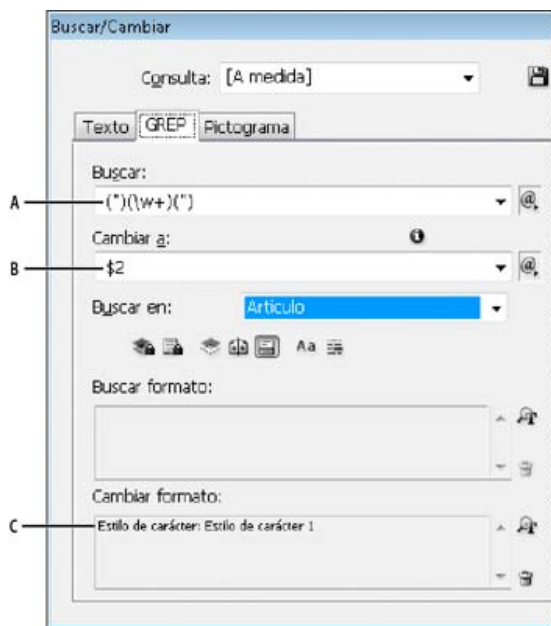 Buscar/Cambiar
Consulta: [A medida]
Texto GREP Pictograma
Buscar:
A (")(\w+)(")
Cambiar a:
B $2
Buscar en: Artículo
Aa
Buscar formato:
Cambiar formato:
C Estilo de carácter: Estilo de carácter 1